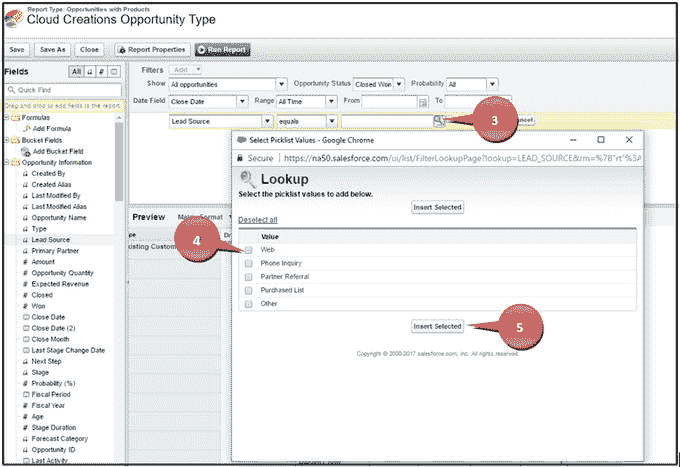 Report Type: Opportunities with Products
Cloud Creations Opportunity Type
Save Save As Close Report Properties Run Report
Fields All
Quick Find
Drag and drop to add fields to the report.
Formulas
Add Formula
Bucket Fields
Add Bucket Field
Opportunity Information
Created By
Created Alias
Last Modified By
Last Modified Alias
Opportunity Name
Type
Lead Source
Primary Partner
Amount
Opportunity Quantity
Expected Revenue
Closed
Won
Close Date
Close Date (2)
Close Month
Last Stage Change Date
Next Step
Stage
Probability (%)
Fiscal Period
Fiscal Year
Age
Stage Duration
Forecast Category
Opportunity ID
Last Activity
Filters Add
Show All opportunities Opportunity Status Closed Won Probability All
Date Field Close Date Range All Time From To
Lead Source equals
3
Preview
Select Picklist Values - Google Chrome
Secure https://na50.salesforce.com/ui/list/FilterLookupPage?lookup=LEAD_SOURCE&rm=%7B"rt"%3A
Lookup
Select the picklist values to add below.
Insert Selected
Deselect all
Value
4
Web
Phone Inquiry
Partner Referral
Purchased List
Other
Insert Selected
5
Copyright © 2000-2017 salesforce.com, inc. All rights reserved.